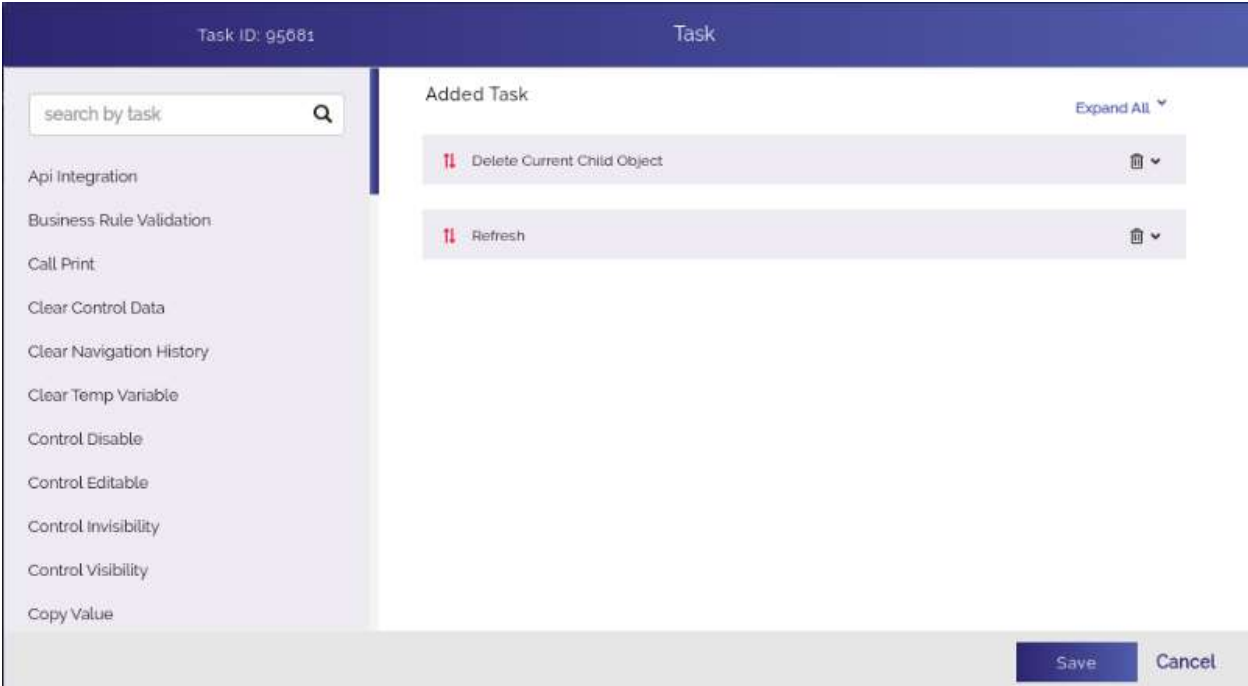 Task ID: 95681
Task
search by task
Api Integration
Business Rule Validation
Call Print
Clear Control Data
Clear Navigation History
Clear Temp Variable
Control Disable
Control Editable
Control Invisibility
Control Visibility
Copy Value
Added Task
Expand All
Delete Current Child Object
Refresh
Save
Cancel